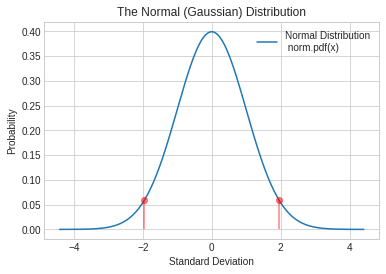 The Normal (Gaussian) Distribution
Normal Distribution
norm.pdf(x)
0.40
0.35
0.30
0.25
0.20
0.15
0.10
0.05
0.00
Probability
−4
−2
0
2
4
Standard Deviation